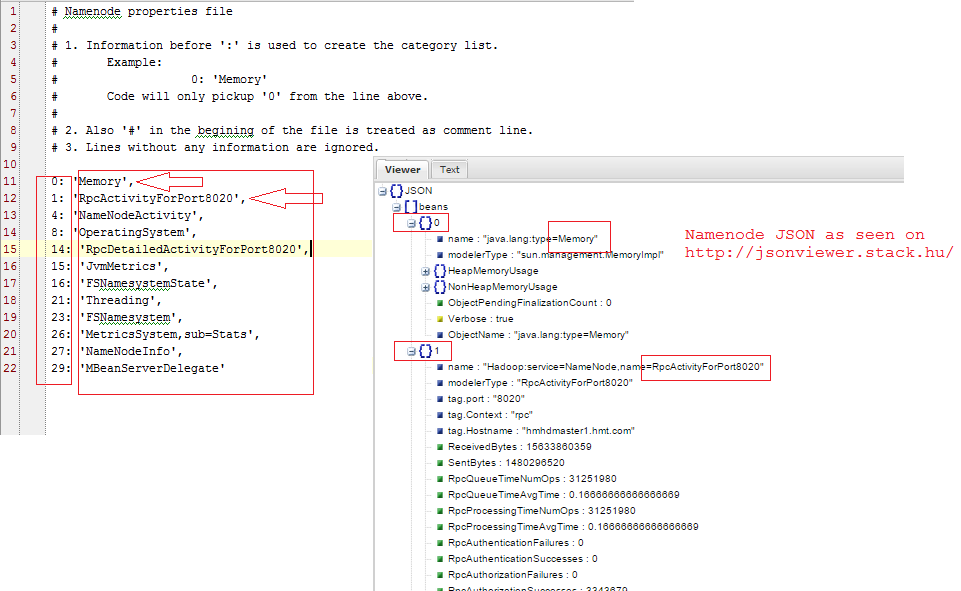 1 # Namenode properties file
2 #
3 # 1. Information before ':' is used to create the category list.
4 # Example:
5 # 0: 'Memory'
6 # Code will only pickup '0' from the line above.
7 #
8 # 2. Also '#' in the begining of the file is treated as comment line.
9 # 3. Lines without any information are ignored.
10
11 0: 'Memory',
12 1: 'RpcActivityForPort8020',
13 4: 'NameNodeActivity',
14 8: 'OperatingSystem',
15 14: 'RpcDetailedActivityForPort8020',
16 15: 'JvmMetrics',
17 16: 'FSNamesystemState',
18 21: 'Threading',
19 23: 'FSNamesystem',
20 26: 'MetricsSystem,sub=Stats',
21 27: 'NameNodeInfo',
22 29: 'MBeanServerDelegate'
Viewer Text
{}JSON
[]beans
{}0
name : "java.lang:type=Memory"
modelerType : "sun.management.MemoryImpl"
{}HeapMemoryUsage
{}NonHeapMemoryUsage
ObjectPendingFinalizationCount : 0
Verbose : true
ObjectName : "java.lang:type=Memory"
{}1
name : "Hadoop:service=NameNode,name=RpcActivityForPort8020"
modelerType : "RpcActivityForPort8020"
tag.port : "8020"
tag.Context : "rpc"
tag.Hostname : "hmhdmaster1.hmt.com"
ReceivedBytes : 15633860359
SentBytes : 1480296520
RpcQueueTimeNumOps : 31251980
RpcQueueTimeAvgTime : 0.16666666666666669
RpcProcessingTimeNumOps : 31251980
RpcProcessingTimeAvgTime : 0.16666666666666669
RpcAuthenticationFailures : 0
RpcAuthenticationSuccesses : 0
RpcAuthorizationFailures : 0
RpcAuthorizationSuccesses : 3343679
Namenode JSON as seen on
http://jsonviewer.stack.hu/